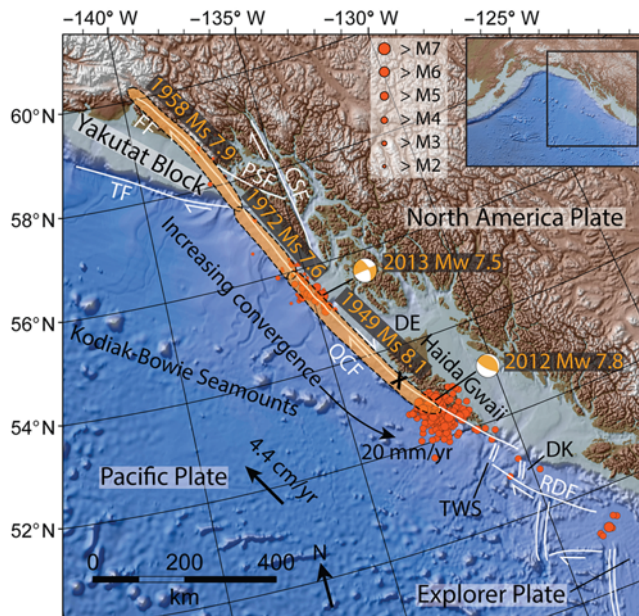 −140° −135° −130° −125°
> M7
> M6
> M5
> M4
> M3
> M2
60°N
58°N
56°N
54°N
52°N
1958 Ms 7.9
FF
Yakutat Block
TF
PSF
CSF
1972 Ms 7.6
North America Plate
2013 Mw 7.5
Increasing convergence
1949 Ms 8.1
DE
QCF
Haida Gwaii
2012 Mw 7.8
Kodiak-Bowie Seamounts
x
20 mm/yr
4.4 cm/yr
Pacific Plate
DK
RDF
TWS
N
0 200 400
km
Explorer Plate